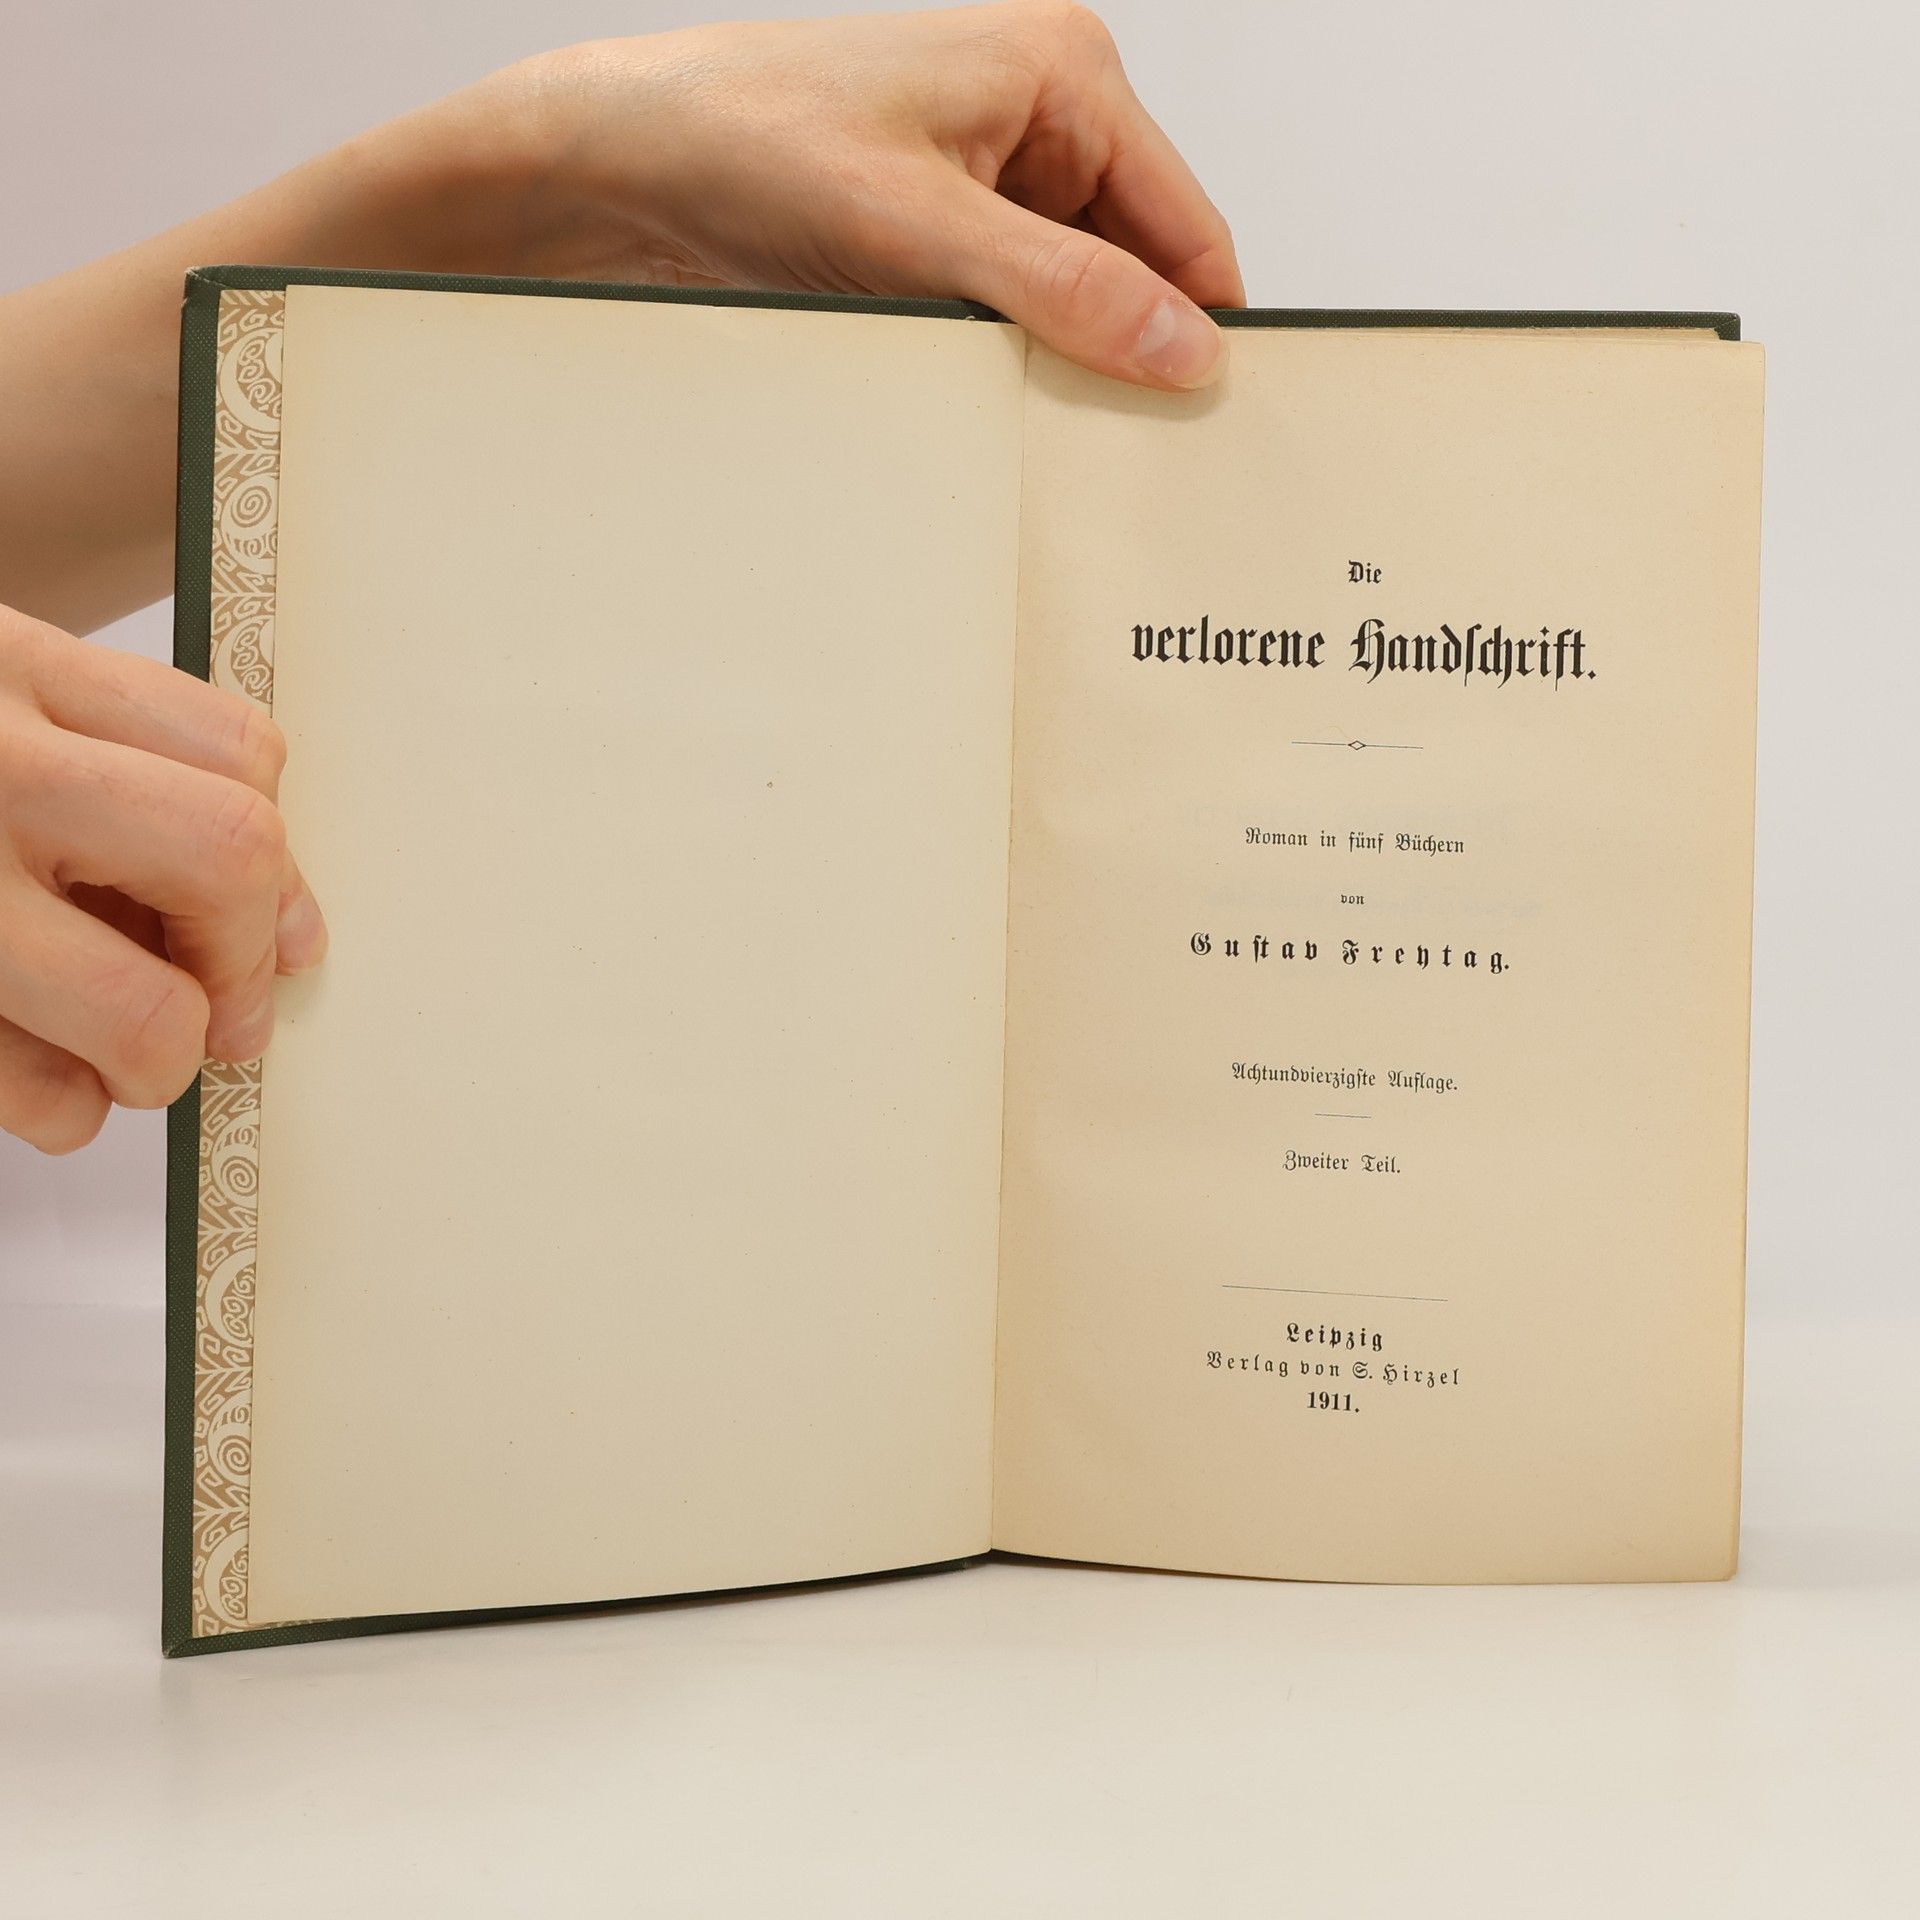 Die
verlorene Handſchrift.
Roman in fünf Büchern
von
Guſtav Freytag.
Achtundvierzigſte Auflage.
Zweiter Teil.
Leipzig
Verlag von S. Hirzel
1911.